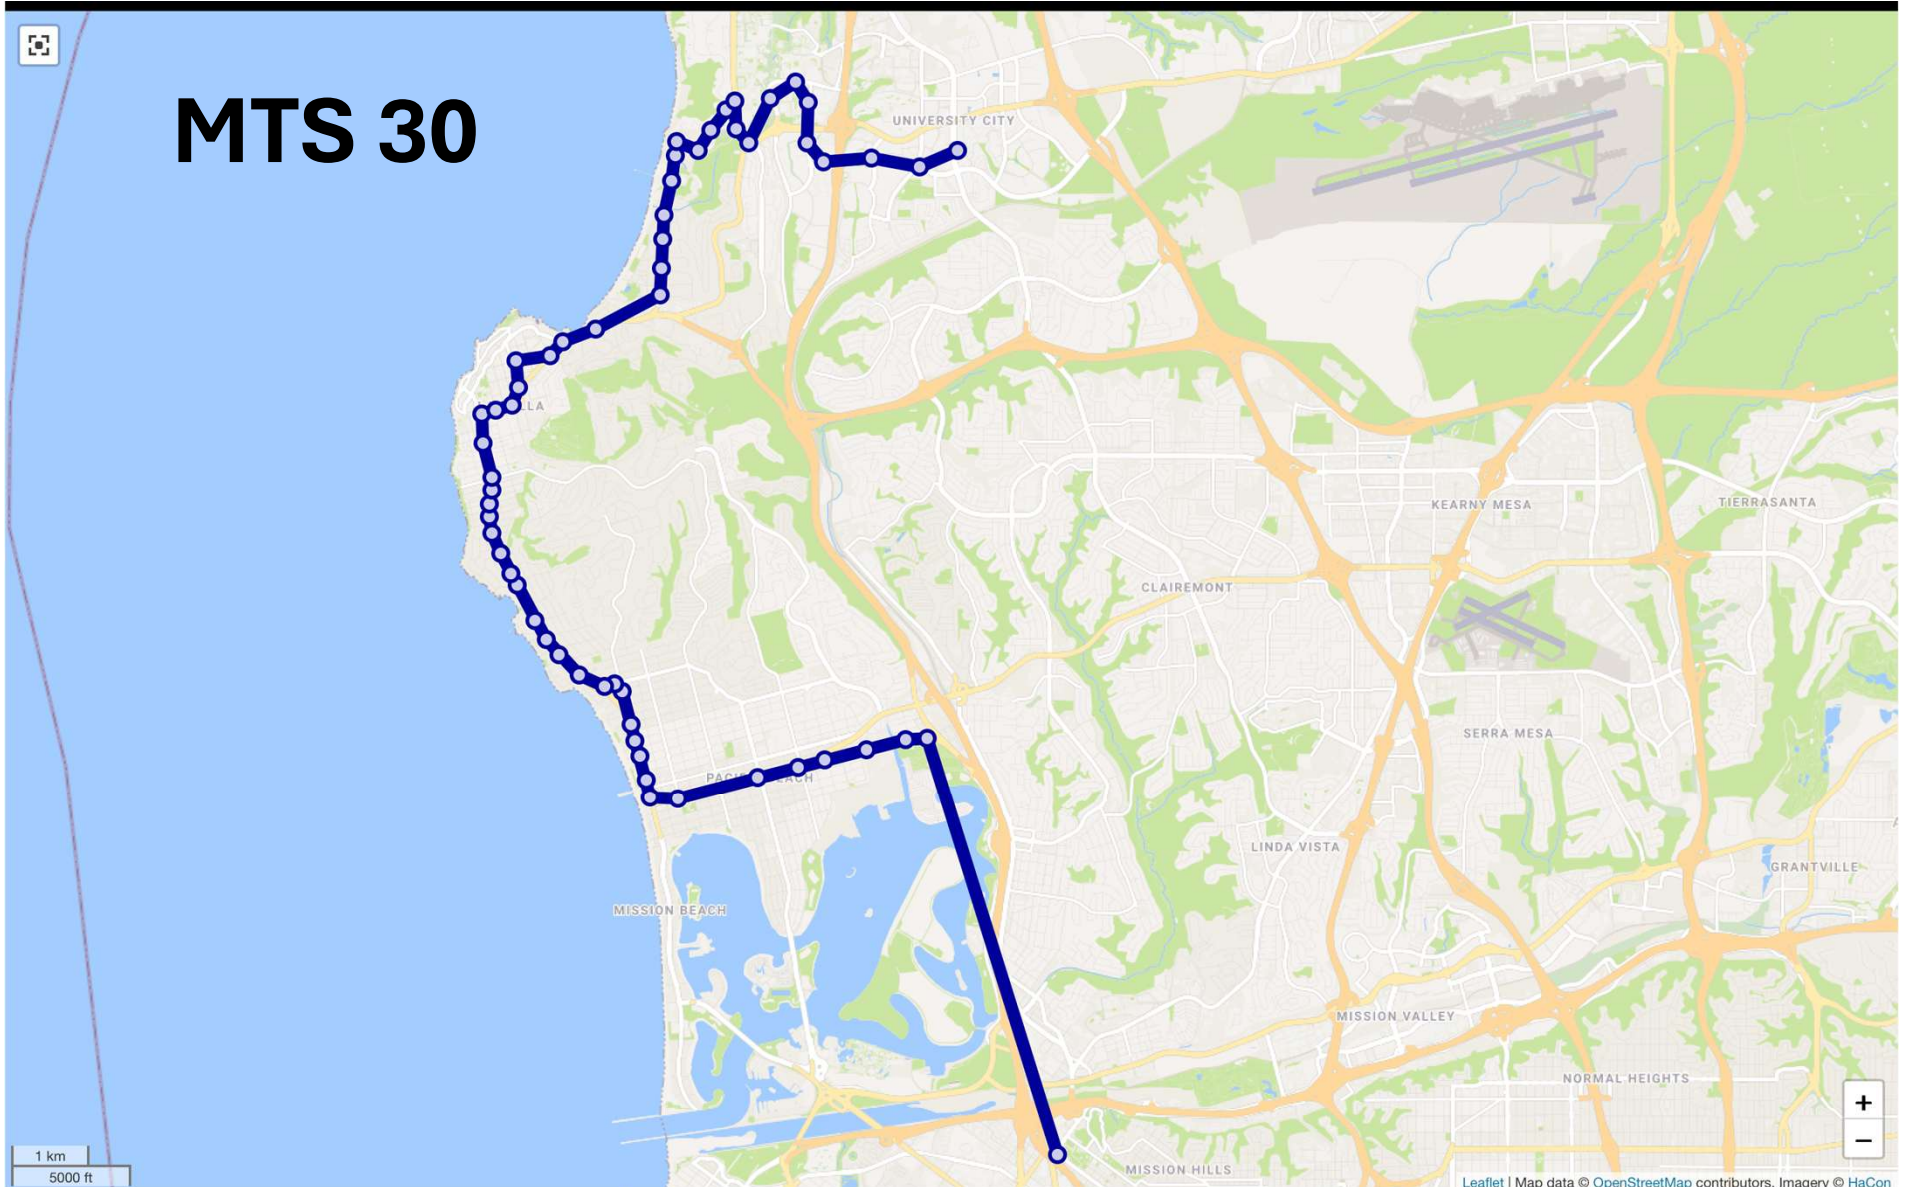 MTS 30
UNIVERSITY CITY
KEARNY MESA
TIERRASANTA
CLAIREMONT
SERRA MESA
LINDA VISTA
GRANTVILLE
MISSION BEACH
MISSION VALLEY
NORMAL HEIGHTS
MISSION HILLS
+
−
1 km
5000 ft
Leaflet | Map data © OpenStreetMap contributors, Imagery © HaCon